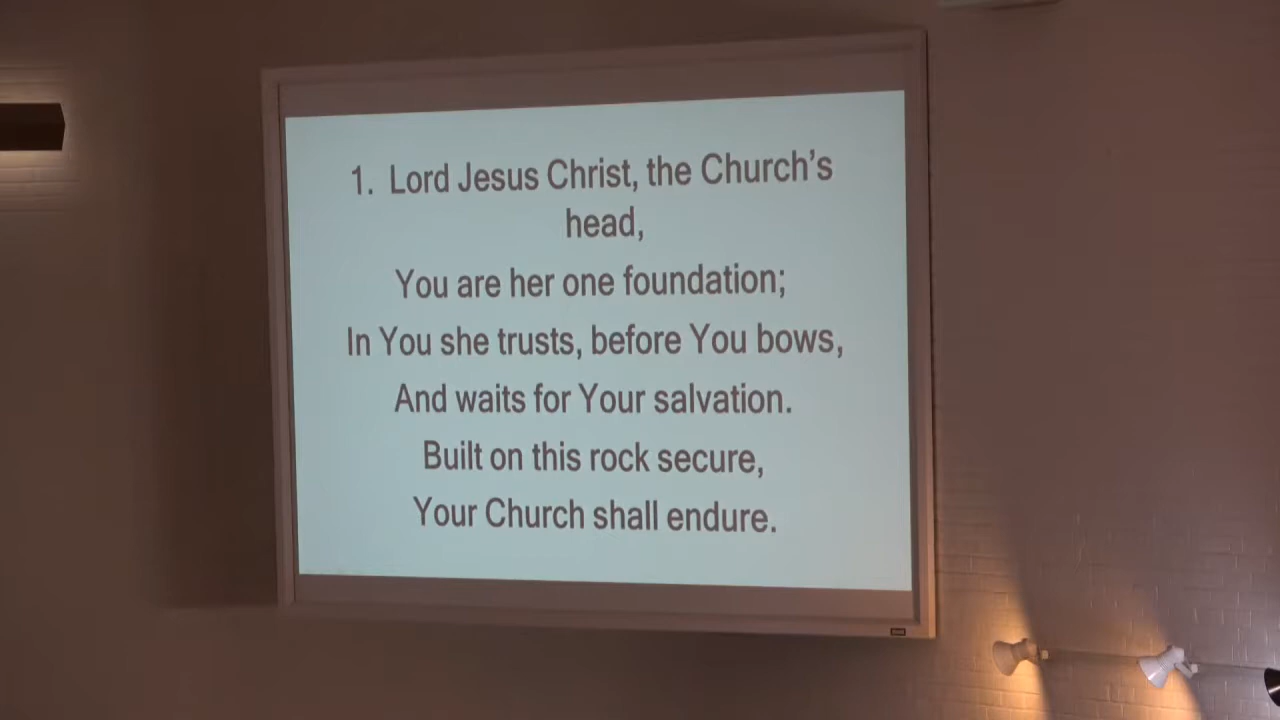 1. Lord Jesus Christ, the Church's
head,
You are her one foundation;
In You she trusts, before You bows,
And waits for Your salvation.
Built on this rock secure,
Your Church shall endure.